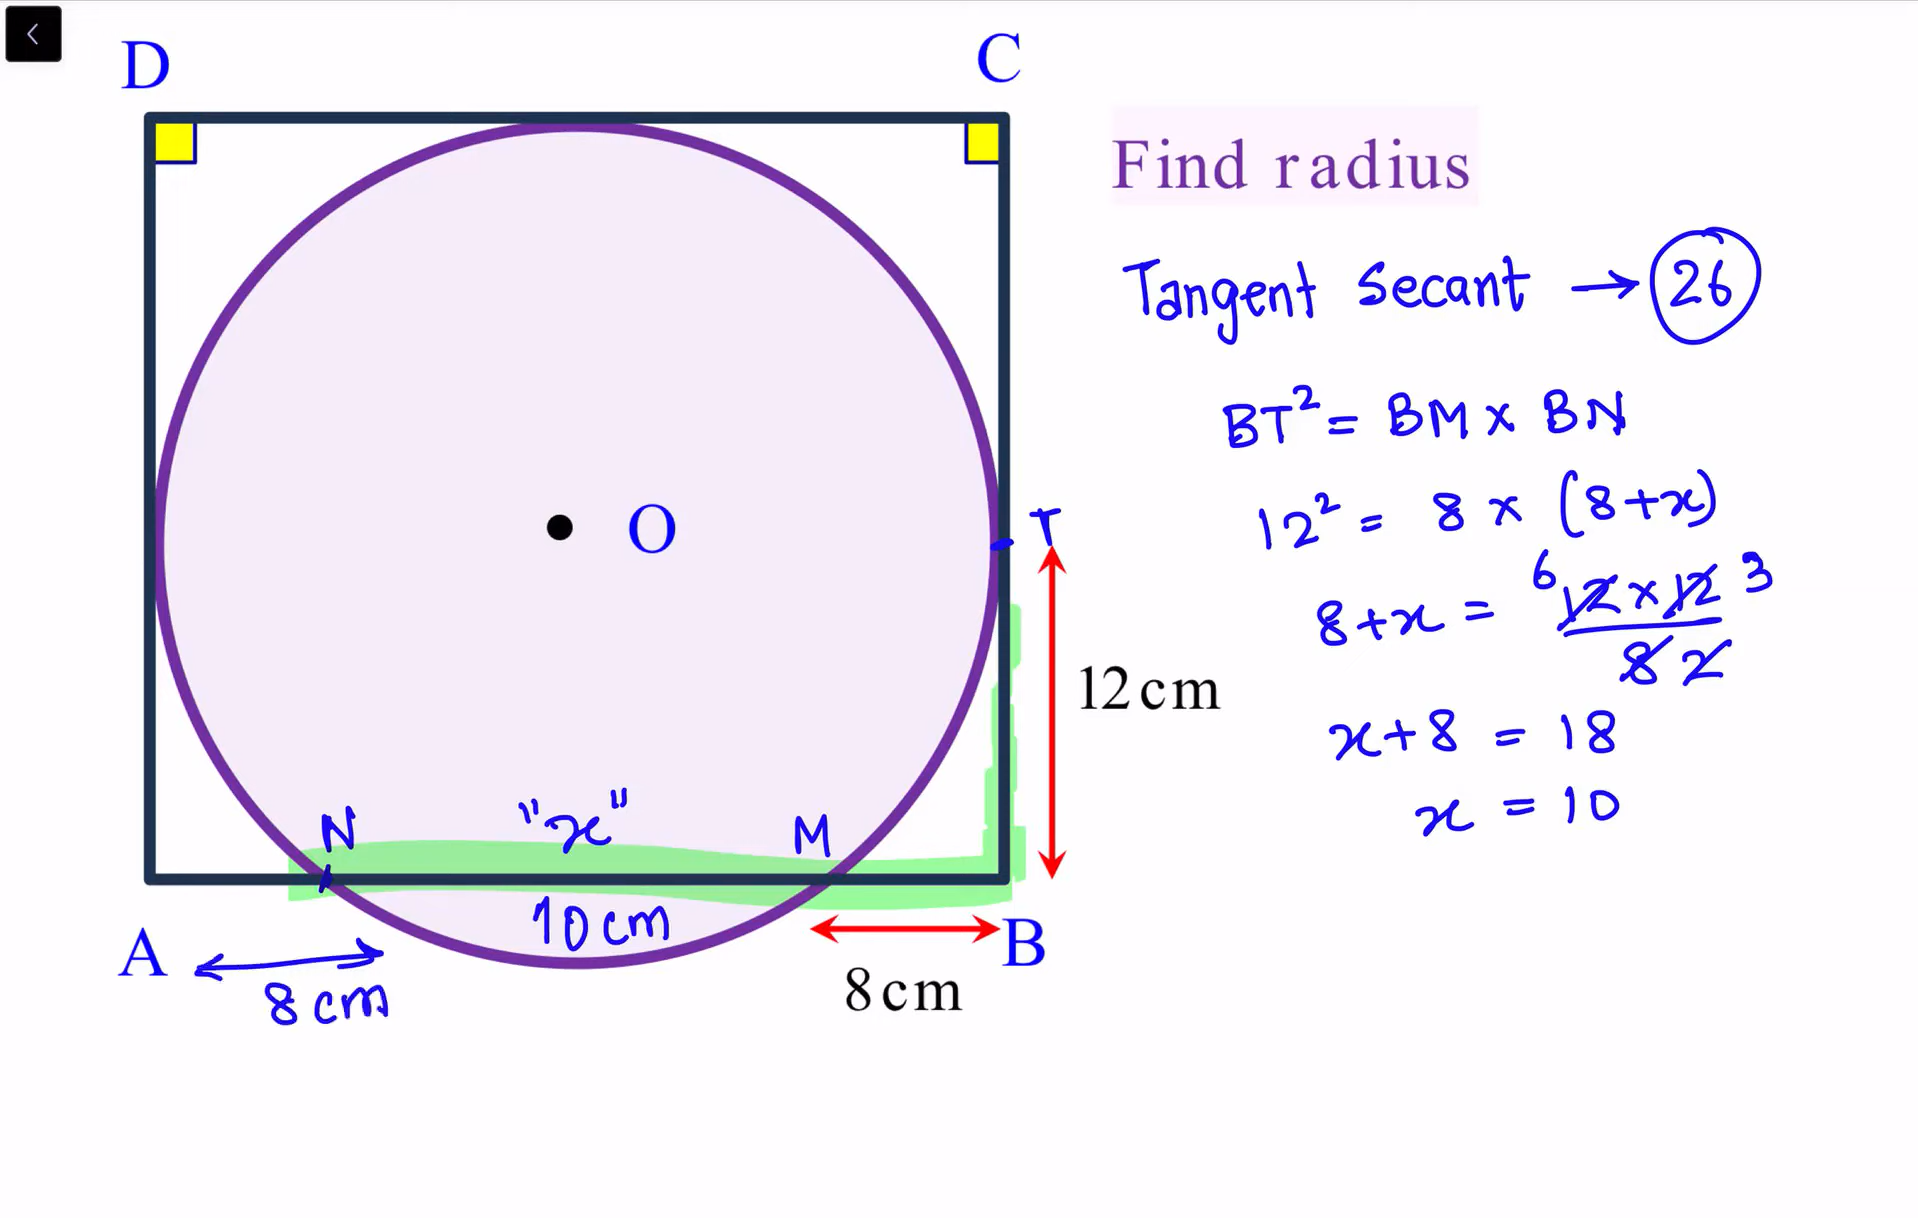 D
C
Find radius
Tangent Secant → 26
BT² = BM × BN
12² = 8 × (8+x)
O
T
6 12 × 12 3
8+x =
8 2
12 cm
x+8 = 18
N "x" M
x = 10
10 cm
A
B
8 cm
8 cm